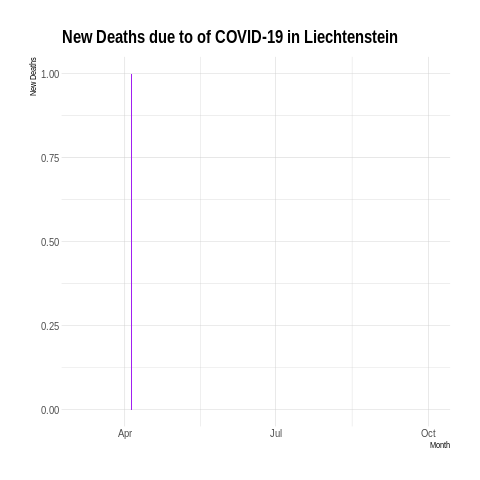 New Deaths due to of COVID-19 in Liechtenstein
New Deaths
1.00
0.75
0.50
0.25
0.00
Apr Jul Oct
Month